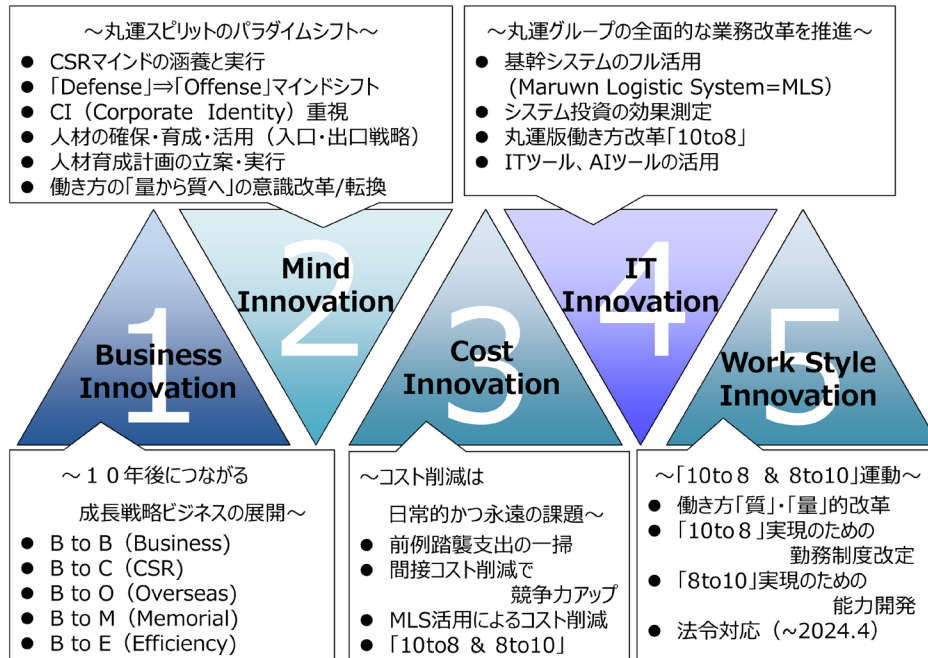 ～丸運スピリットのパラダイムシフト～
● CSRマインドの涵養と実行
● 「Defense」⇒「Offense」マインドシフト
● CI（Corporate Identity）重視
● 人材の確保・育成・活用（入口・出口戦略）
● 人材育成計画の立案・実行
● 働き方の「量から質へ」の意識改革/転換
～丸運グループの全面的な業務改革を推進～
● 基幹システムのフル活用
(Maruwn Logistic System=MLS）
● システム投資の効果測定
● 丸運版働き方改革「10to8」
● ITツール、AIツールの活用
1
Business
Innovation
2
Mind
Innovation
3
Cost
Innovation
4
IT
Innovation
5
Work Style
Innovation
～１０年後につながる
成長戦略ビジネスの展開～
● B to B（Business)
● B to C（CSR)
● B to O（Overseas)
● B to M（Memorial)
● B to E（Efficiency)
～コスト削減は
日常的かつ永遠の課題～
● 前例踏襲支出の一掃
● 間接コスト削減で
競争力アップ
● MLS活用によるコスト削減
● 「10to8 & 8to10」
～「10to8 & 8to10」運動～
● 働き方「質」・「量」的改革
● 「10to8」実現のための
勤務制度改定
● 「8to10」実現のための
能力開発
● 法令対応（~2024.4）